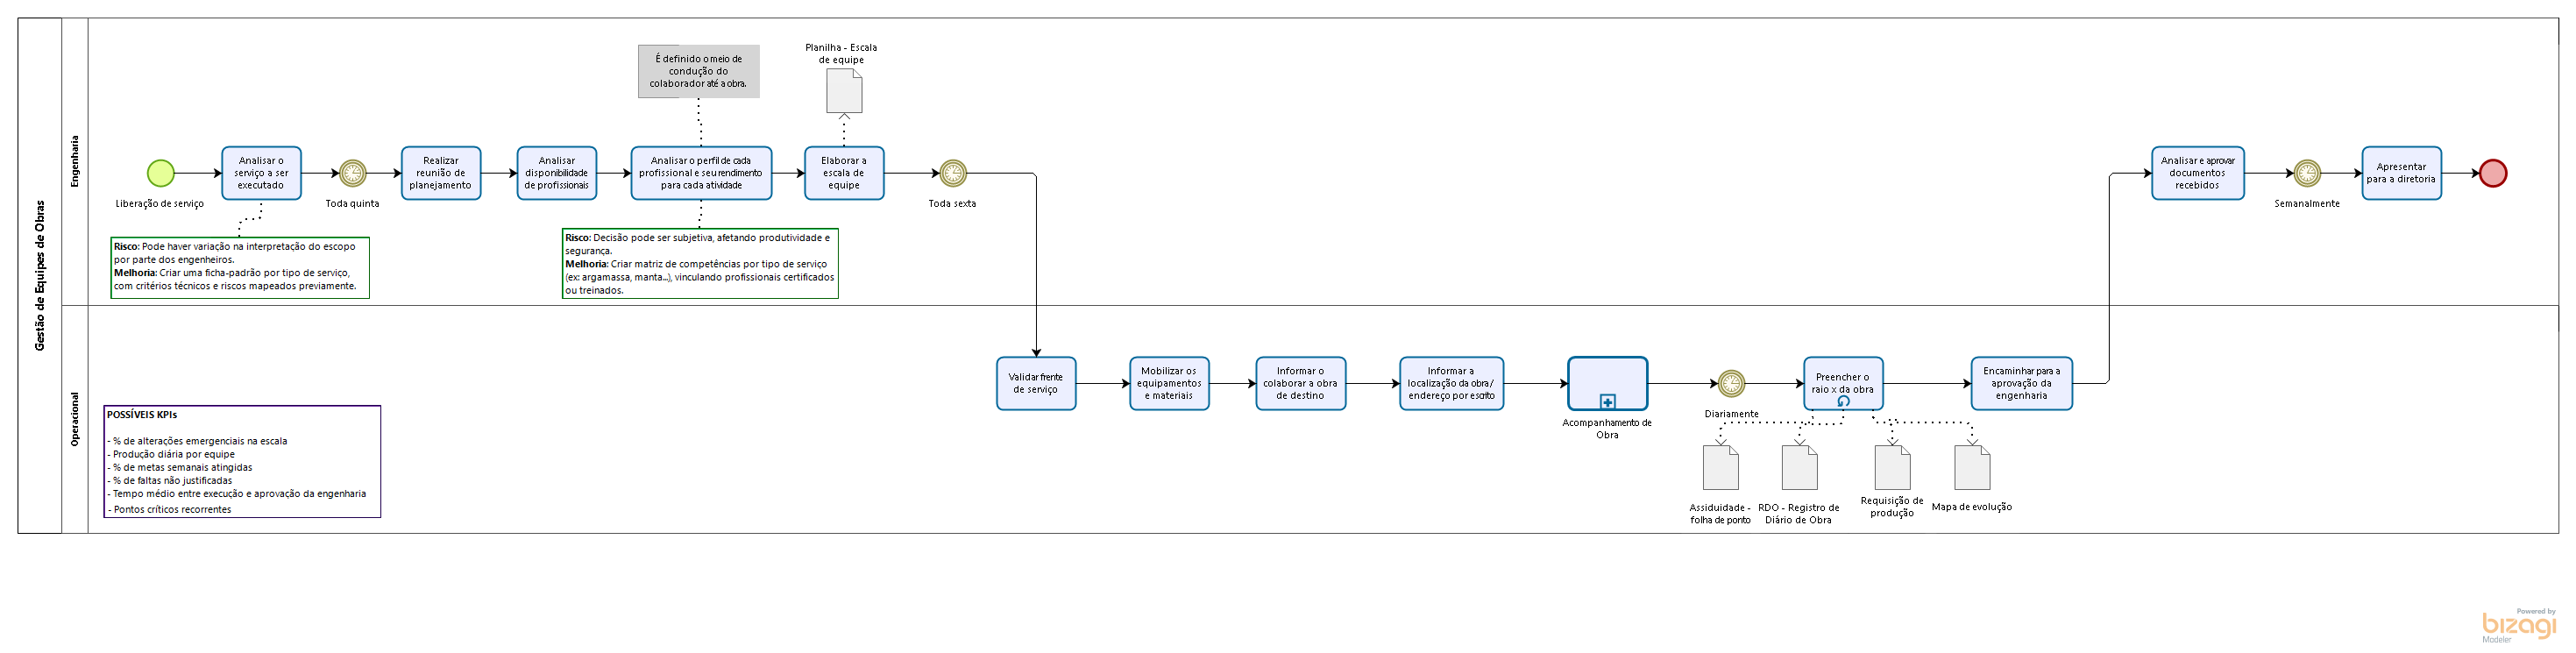 Gestão de Equipes de Obras
Engenharia
Liberação de serviço
Analisar o
serviço a ser
executado
Risco: Pode haver variação na interpretação do escopo
por parte dos engenheiros.
Melhoria: Criar uma ficha-padrão por tipo de serviço,
com critérios técnicos e riscos mapeados previamente.
Toda quinta
Realizar
reunião de
planejamento
Analisar
disponibilidade
de profissionais
É definido o meio de
condução do
colaborador até a obra.
Analisar o perfil de cada
profissional e seu rendimento
para cada atividade
Risco: Decisão pode ser subjetiva, afetando produtividade e
segurança.
Melhoria: Criar matriz de competências por tipo de serviço
(ex: argamassa, manta...), vinculando profissionais certificados
ou treinados.
Planilha - Escala
de equipe
Elaborar a
escala de
equipe
Toda sexta
Analisar e aprovar
documentos
recebidos
Semanalmente
Apresentar
para a diretoria
Operacional
POSSÍVEIS KPIs
- % de alterações emergenciais na escala
- Produção diária por equipe
- % de metas semanais atingidas
- % de faltas não justificadas
- Tempo médio entre execução e aprovação da engenharia
- Pontos críticos recorrentes
Validar frente
de serviço
Mobilizar os
equipamentos
e materiais
Informar o
colaborar a obra
de destino
Informar a
localização da obra/
endereço por escrito
Acompanhamento de
Obra
Diariamente
Preencher o
raio x da obra
Assiduidade -
folha de ponto
RDO - Registro de
Diário de Obra
Requisição de
produção
Mapa de evolução
Encaminhar para a
aprovação da
engenharia
Powered by
bizagi
Modeler